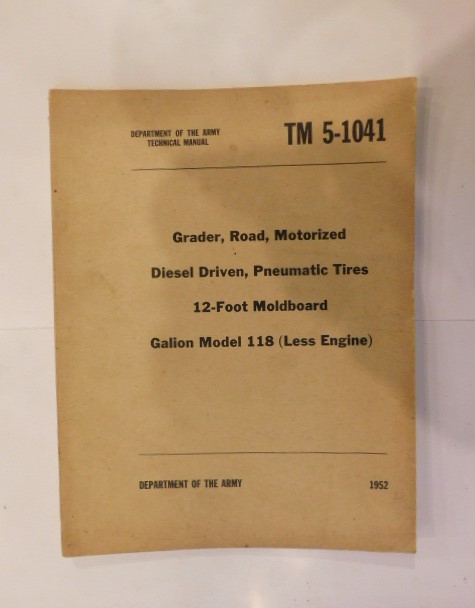 DEPARTMENT OF THE ARMY
TECHNICAL MANUAL
TM 5-1041
Grader, Road, Motorized
Diesel Driven, Pneumatic Tires
12-Foot Moldboard
Galion Model 118 (Less Engine)
DEPARTMENT OF THE ARMY
1952